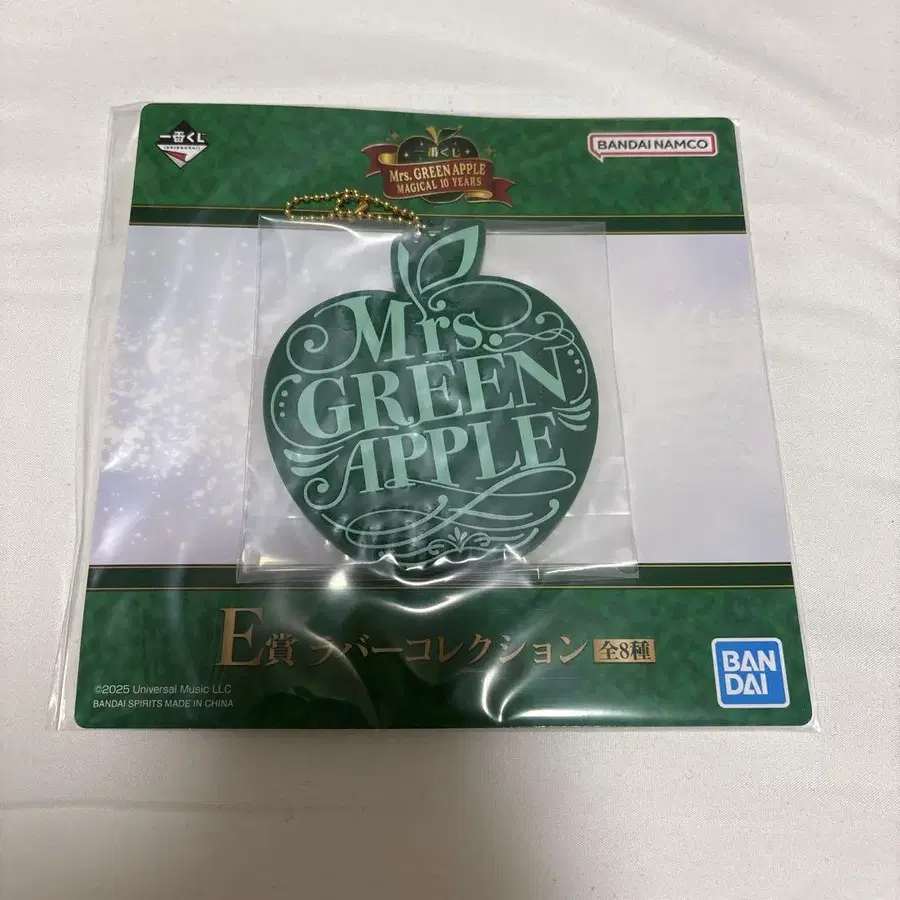 一番くじ
BANDAI NAMCO
一番くじ
Mrs. GREEN APPLE
MAGICAL 10 YEARS
Mrs.
GREEN
APPLE
E賞 ラバーコレクション 全8種
©2025 Universal Music LLC
BANDAI SPIRITS MADE IN CHINA
BAN
DAI